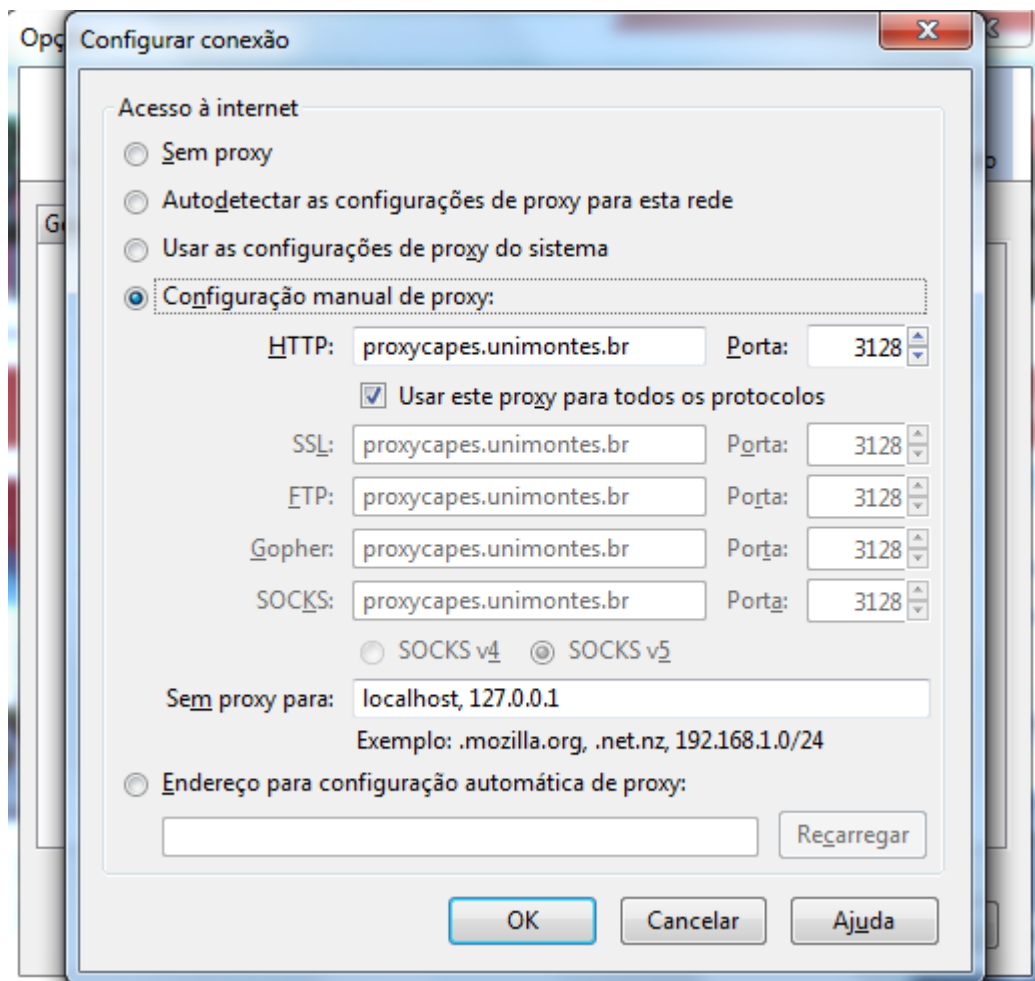 Opç
Configurar conexão
Acesso à internet
Sem proxy
Autodetectar as configurações de proxy para esta rede
Usar as configurações de proxy do sistema
Configuração manual de proxy:
HTTP: proxycapes.unimontes.br Porta: 3128
Usar este proxy para todos os protocolos
SSL: proxycapes.unimontes.br Porta: 3128
FTP: proxycapes.unimontes.br Porta: 3128
Gopher: proxycapes.unimontes.br Porta: 3128
SOCKS: proxycapes.unimontes.br Porta: 3128
SOCKS v4 SOCKS v5
Sem proxy para: localhost, 127.0.0.1
Exemplo: .mozilla.org, .net.nz, 192.168.1.0/24
Endereço para configuração automática de proxy:
Recarregar
OK Cancelar Ajuda